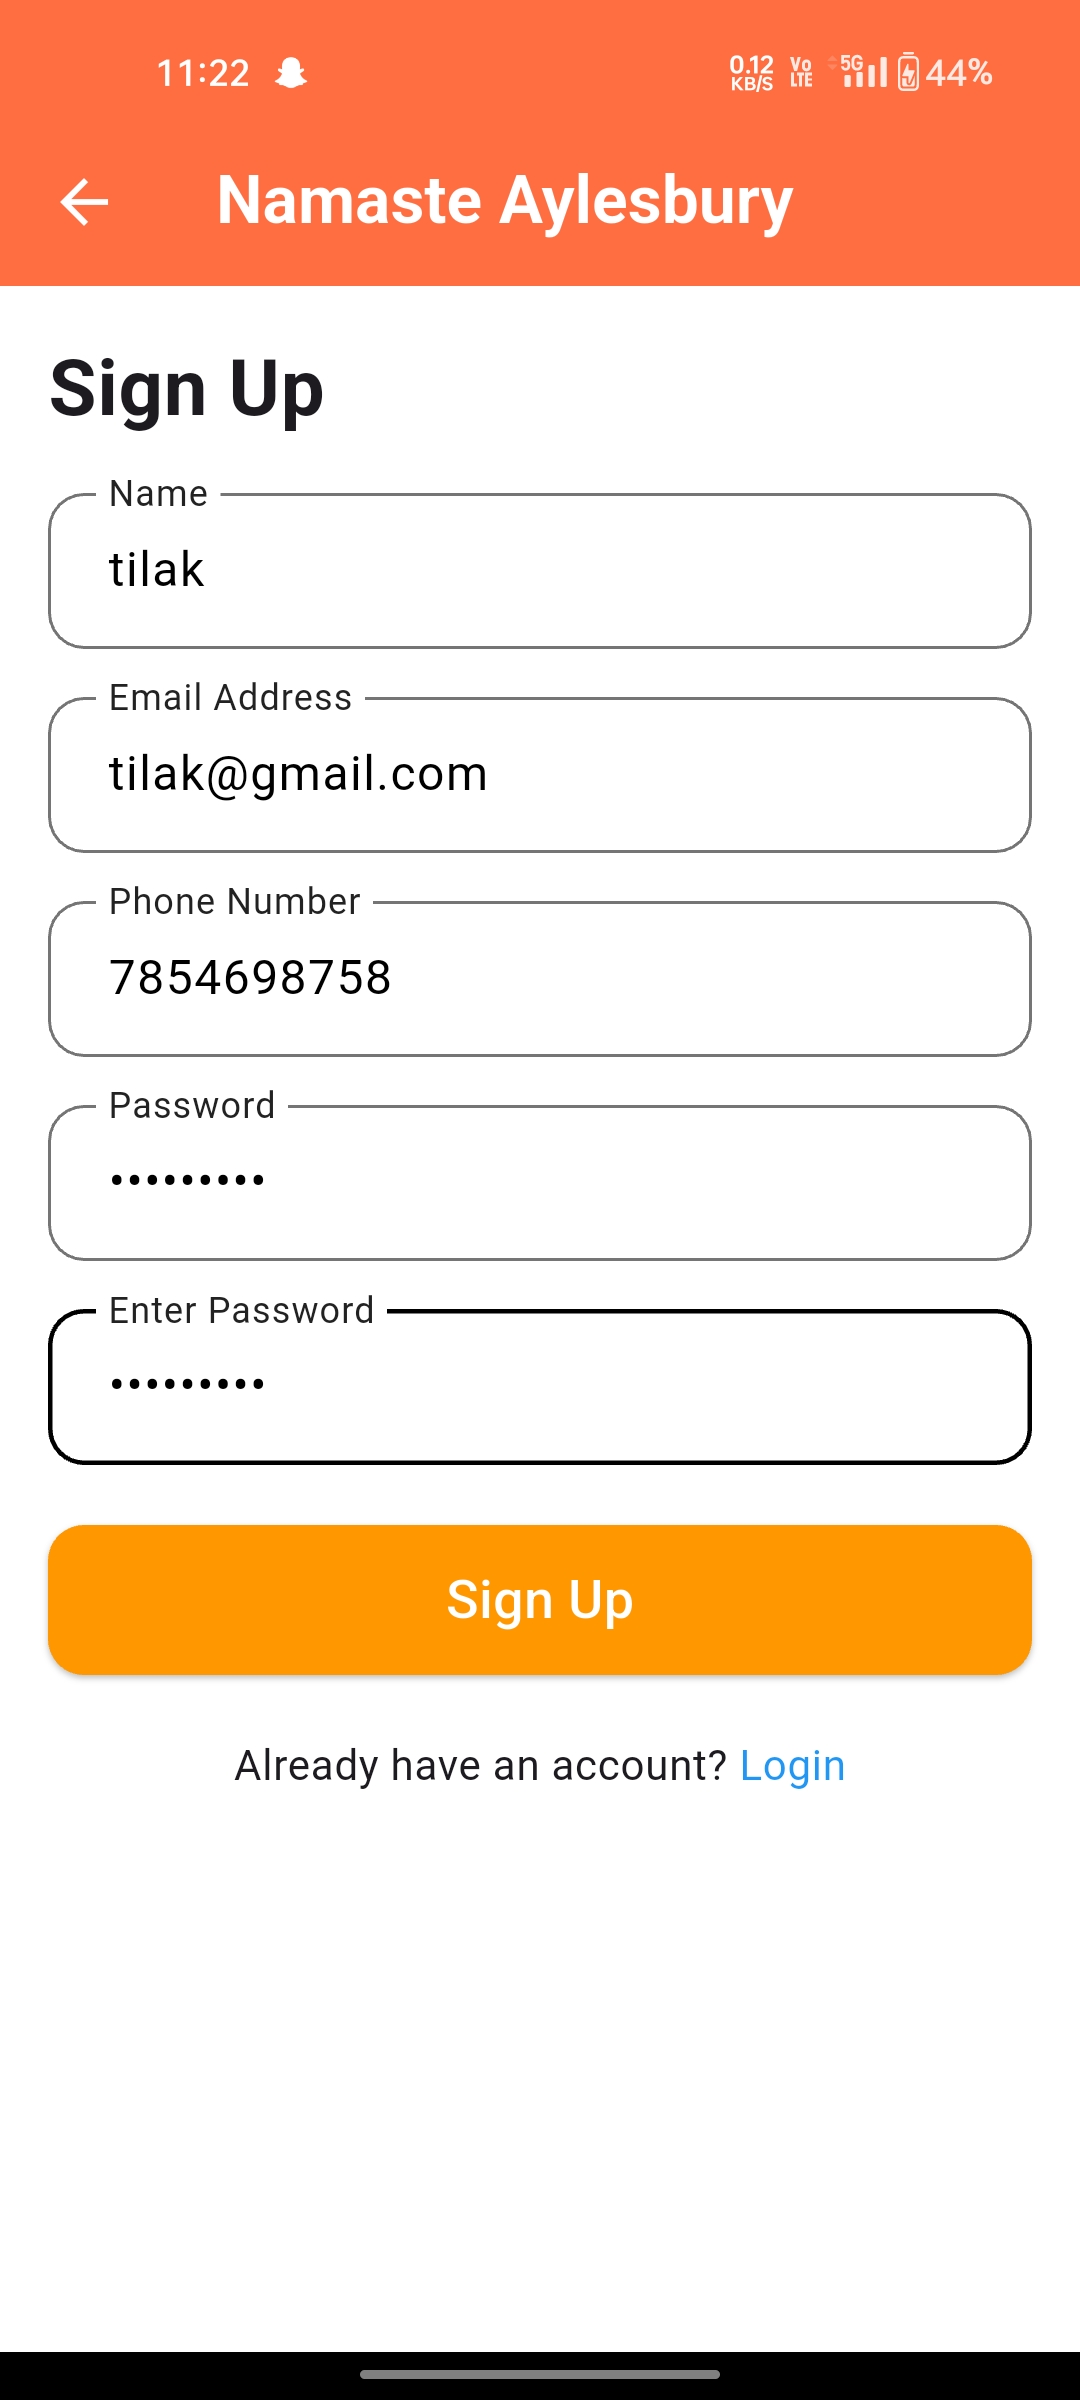 11:22
0.12 KB/S Vo LTE 5G 44%
Namaste Aylesbury
Sign Up
Name
tilak
Email Address
tilak@gmail.com
Phone Number
7854698758
Password
•••••••••
Enter Password
•••••••••
Sign Up
Already have an account? Login